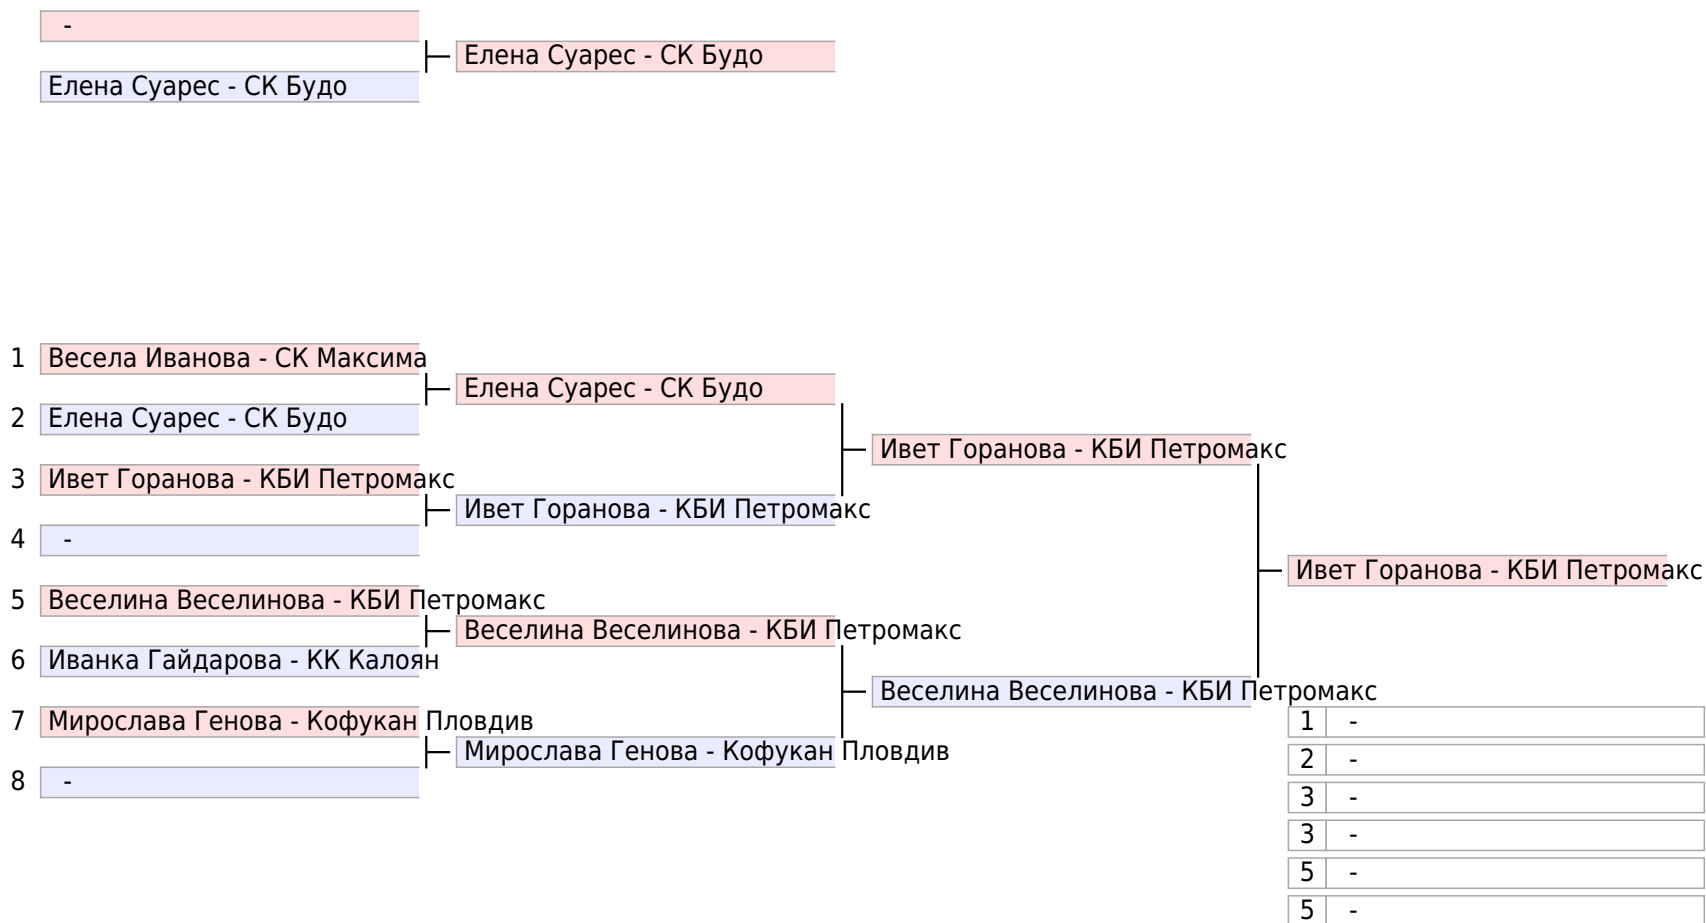 -
Елена Суарес - СК Будо
Елена Суарес - СК Будо
1 Весела Иванова - СК Максима
Елена Суарес - СК Будо
2 Елена Суарес - СК Будо
Ивет Горанова - КБИ Петромакс
3 Ивет Горанова - КБИ Петромакс
Ивет Горанова - КБИ Петромакс
4 -
Ивет Горанова - КБИ Петромакс
5 Веселина Веселинова - КБИ Петромакс
Веселина Веселинова - КБИ Петромакс
6 Иванка Гайдарова - КК Калоян
Веселина Веселинова - КБИ Петромакс
7 Мирослава Генова - Кофукан Пловдив
Мирослава Генова - Кофукан Пловдив
8 -
1 -
2 -
3 -
3 -
5 -
5 -